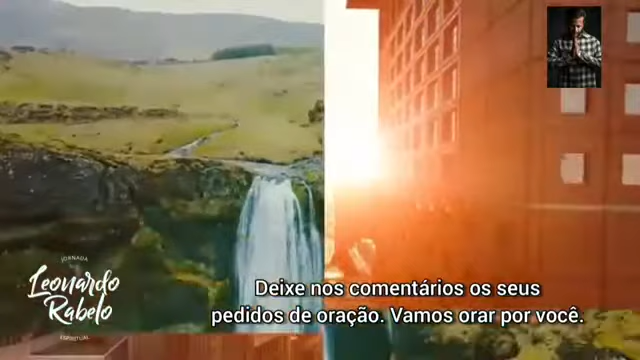 JORNADA
Leonardo
Rabelo
ESPIRITUAL
Deixe nos comentários os seus
pedidos de oração. Vamos orar por você.